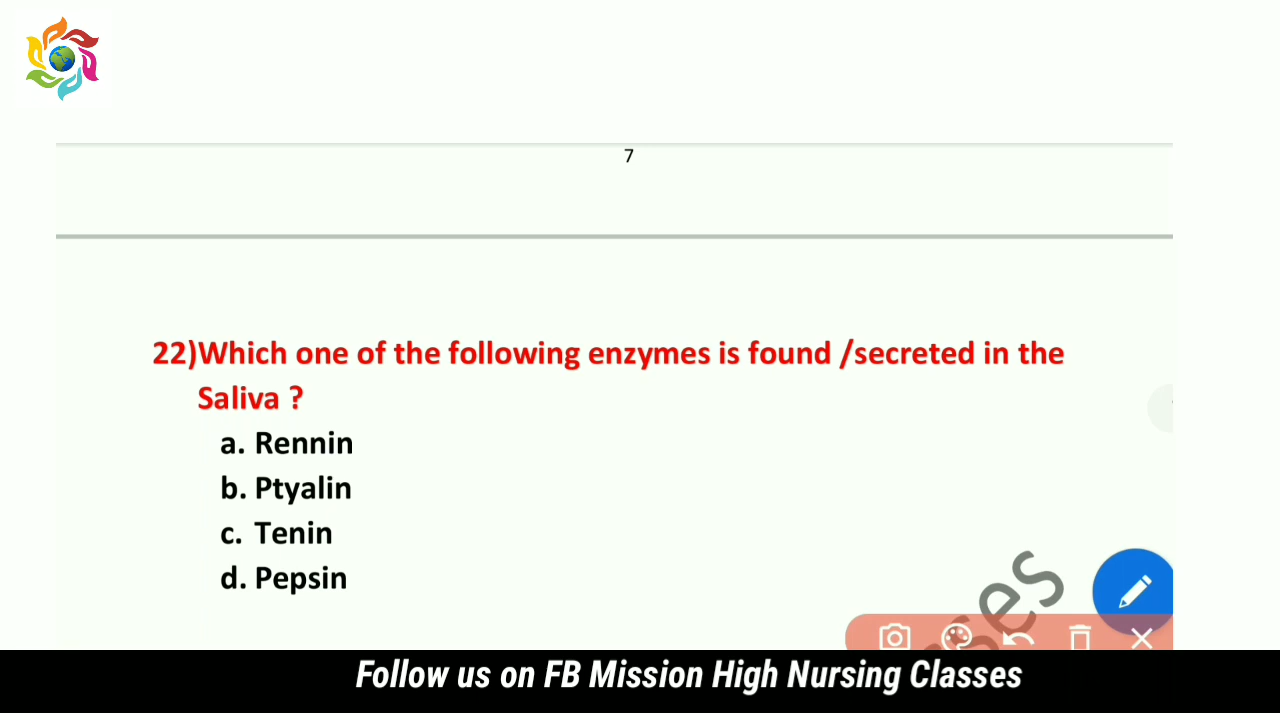 7
22)Which one of the following enzymes is found /secreted in the
Saliva ?
a. Rennin
b. Ptyalin
c. Tenin
d. Pepsin
Follow us on FB Mission High Nursing Classes